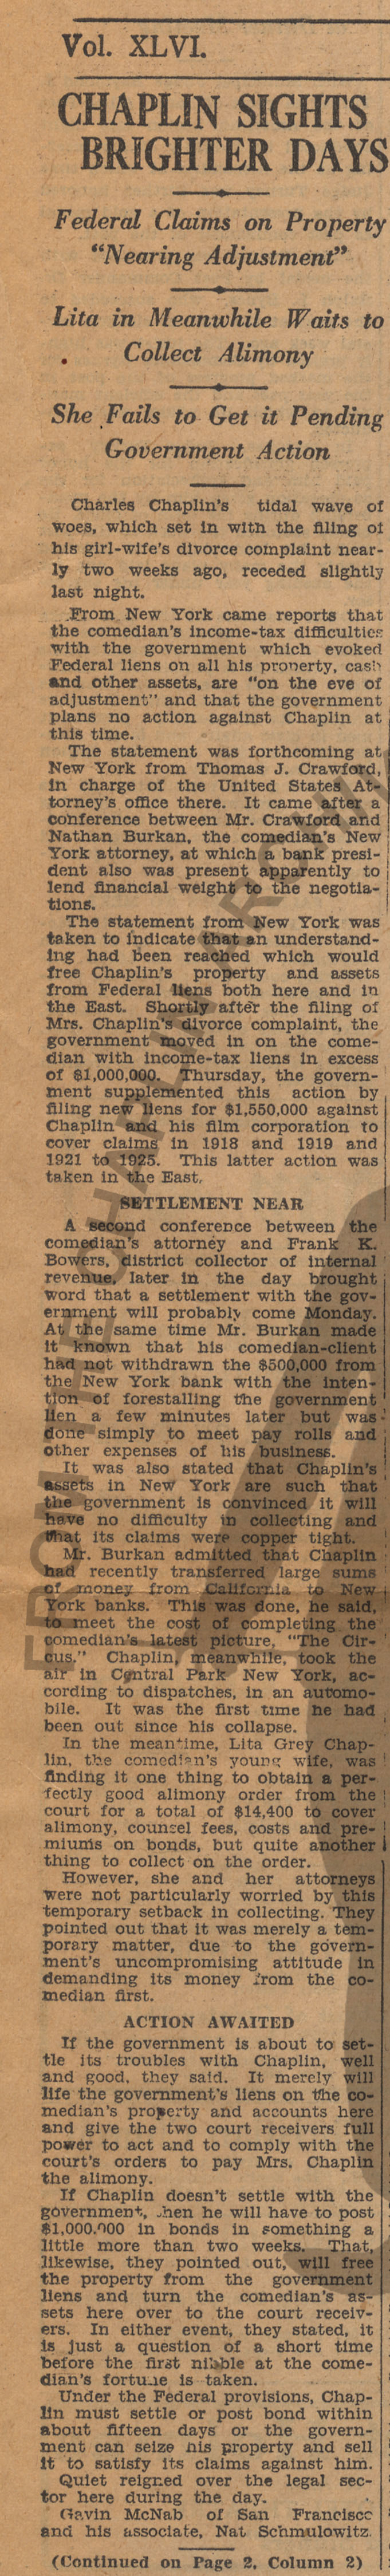 Vol. XLVI.
CHAPLIN SIGHTS
BRIGHTER DAYS
Federal Claims on Property
"Nearing Adjustment"
Lita in Meanwhile Waits to
Collect Alimony
She Fails to Get it Pending
Government Action
Charles Chaplin's tidal wave of
woes, which set in with the filing of
his girl-wife's divorce complaint near-
ly two weeks ago, receded slightly
last night.
From New York came reports that
the comedian's income-tax difficulties
with the government which evoked
Federal liens on all his property, cash
and other assets, are "on the eve of
adjustment" and that the government
plans no action against Chaplin at
this time.
The statement was forthcoming at
New York from Thomas J. Crawford,
in charge of the United States At-
torney's office there. It came after a
conference between Mr. Crawford and
Nathan Burkan, the comedian's New
York attorney, at which a bank presi-
dent also was present apparently to
lend financial weight to the negotia-
tions.
The statement from New York was
taken to indicate that an understand-
ing had been reached which would
free Chaplin's property and assets
from Federal liens both here and in
the East. Shortly after the filing of
Mrs. Chaplin's divorce complaint, the
government moved in on the come-
dian with income-tax liens in excess
of $1,000,000. Thursday, the govern-
ment supplemented this action by
filing new liens for $1,550,000 against
Chaplin and his film corporation to
cover claims in 1918 and 1919 and
1921 to 1925. This latter action was
taken in the East.
SETTLEMENT NEAR
A second conference between the
comedian's attorney and Frank K.
Bowers, district collector of internal
revenue, later in the day brought
word that a settlement with the gov-
ernment will probably come Monday.
At the same time Mr. Burkan made
it known that his comedian-client
had not withdrawn the $500,000 from
the New York bank with the inten-
tion of forestalling the government
lien a few minutes later but was
done simply to meet pay rolls and
other expenses of his business.
It was also stated that Chaplin's
assets in New York are such that
the government is convinced it will
have no difficulty in collecting and
that its claims were copper tight.
Mr. Burkan admitted that Chaplin
had recently transferred large sums
of money from California to New
York banks. This was done, he said,
to meet the cost of completing the
comedian's latest picture, "The Cir-
cus." Chaplin, meanwhile, took the
air in Central Park New York, ac-
cording to dispatches, in an automo-
bile. It was the first time he had
been out since his collapse.
In the meantime, Lita Grey Chap-
lin, the comedian's young wife, was
finding it one thing to obtain a per-
fectly good alimony order from the
court for a total of $14,400 to cover
alimony, counsel fees, costs and pre-
miums on bonds, but quite another
thing to collect on the order.
However, she and her attorneys
were not particularly worried by this
temporary setback in collecting. They
pointed out that it was merely a tem-
porary matter, due to the govern-
ment's uncompromising attitude in
demanding its money from the co-
median first.
ACTION AWAITED
If the government is about to set-
tle its troubles with Chaplin, well
and good, they said. It merely will
life the government's liens on the co-
median's property and accounts here
and give the two court receivers full
power to act and to comply with the
court's orders to pay Mrs. Chaplin
the alimony.
If Chaplin doesn't settle with the
government, then he will have to post
$1,000.000 in bonds in something a
little more than two weeks. That,
likewise, they pointed out, will free
the property from the government
liens and turn the comedian's as-
sets here over to the court receiv-
ers. In either event, they stated, it
is just a question of a short time
before the first nibble at the come-
dian's fortune is taken.
Under the Federal provisions, Chap-
lin must settle or post bond within
about fifteen days or the govern-
ment can seize his property and sell
it to satisfy its claims against him.
Quiet reigned over the legal sec-
tor here during the day.
Gavin McNab of San Francisco
and his associate, Nat Schmulowitz
(Continued on Page 2, Column 2)